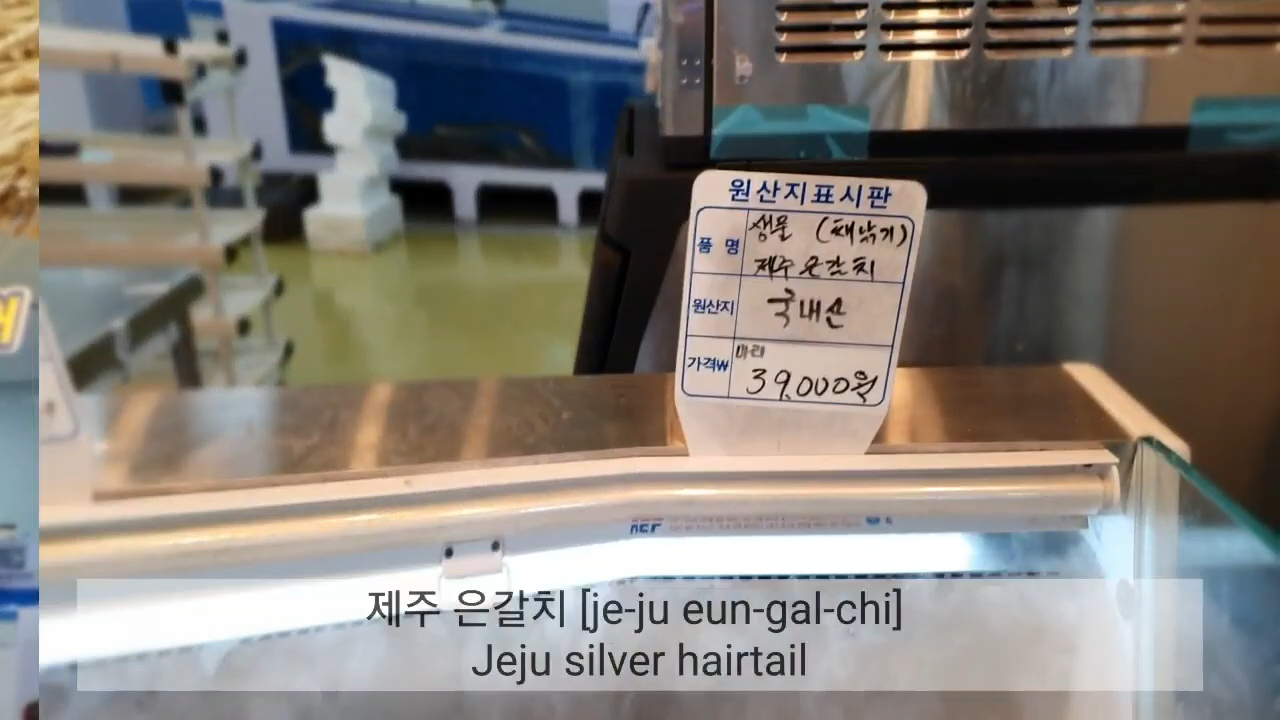 원산지표시판
품 명
생물 (채낚기)
제주 은갈치
원산지
국내산
가격₩
마리
39,000원
제주 은갈치 [je-ju eun-gal-chi]
Jeju silver hairtail